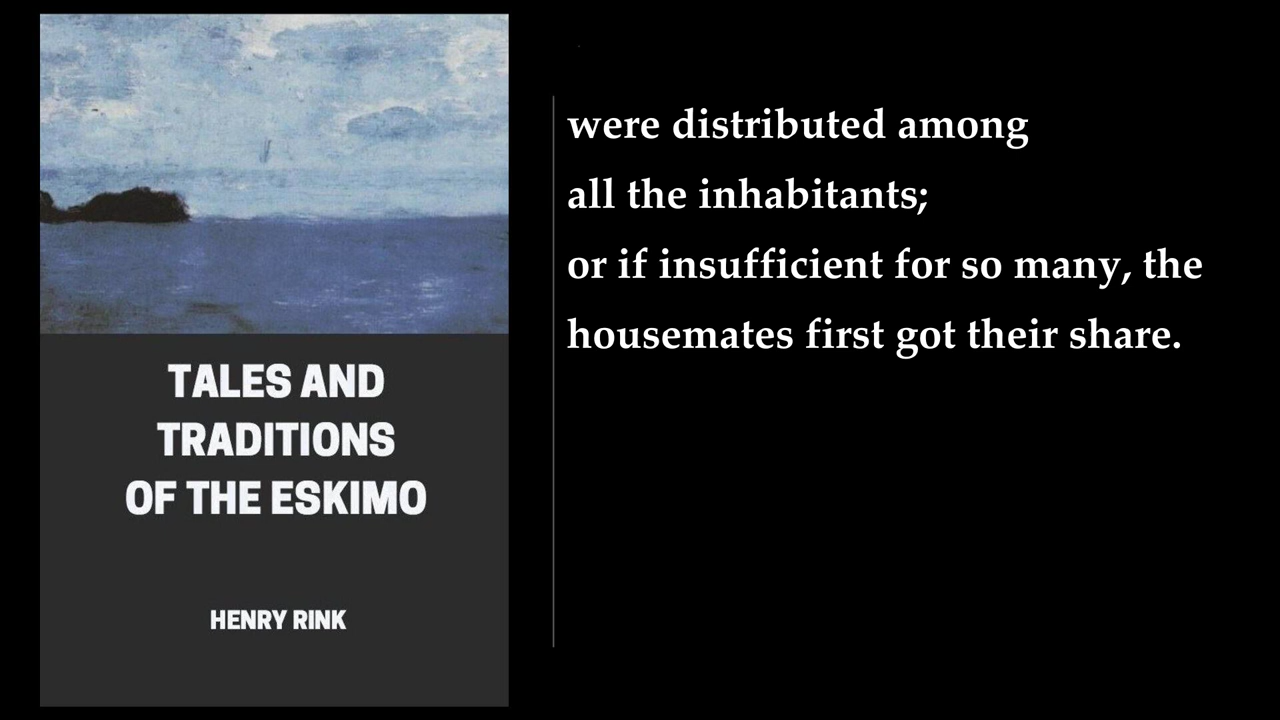 TALES AND
TRADITIONS
OF THE ESKIMO
HENRY RINK
were distributed among
all the inhabitants;
or if insufficient for so many, the
housemates first got their share.